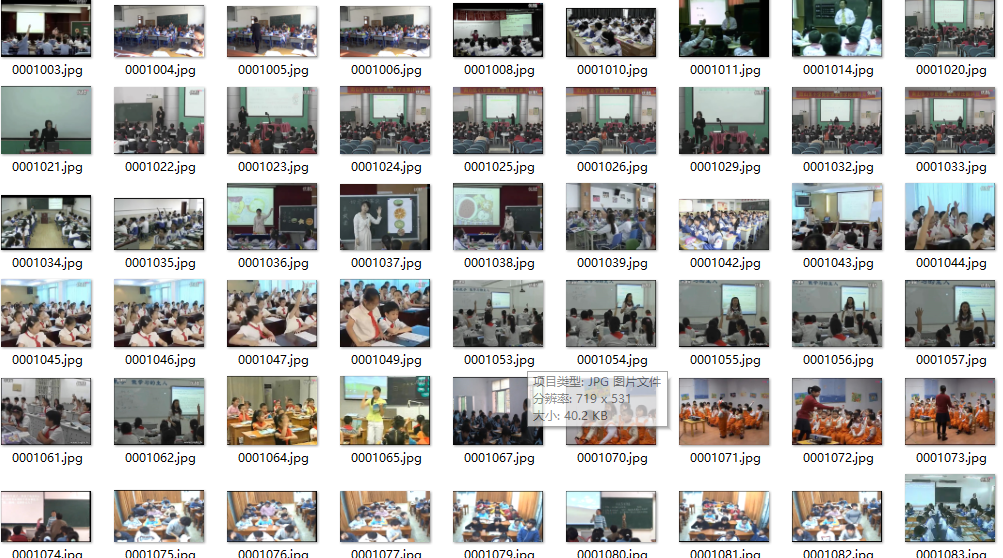 0001003.jpg 0001004.jpg 0001005.jpg 0001006.jpg 0001008.jpg 0001010.jpg 0001011.jpg 0001014.jpg 0001020.jpg
0001021.jpg 0001022.jpg 0001023.jpg 0001024.jpg 0001025.jpg 0001026.jpg 0001029.jpg 0001032.jpg 0001033.jpg
0001034.jpg 0001035.jpg 0001036.jpg 0001037.jpg 0001038.jpg 0001039.jpg 0001042.jpg 0001043.jpg 0001044.jpg
0001045.jpg 0001046.jpg 0001047.jpg 0001049.jpg 0001053.jpg 0001054.jpg 0001055.jpg 0001056.jpg 0001057.jpg
项目类型: JPG 图片文件
分辨率: 719 x 531
大小: 40.2 KB
0001061.jpg 0001062.jpg 0001064.jpg 0001065.jpg 0001067.jpg 0001070.jpg 0001071.jpg 0001072.jpg 0001073.jpg
0001074.jpg 0001075.jpg 0001076.jpg 0001077.jpg 0001079.jpg 0001080.jpg 0001081.jpg 0001082.jpg 0001083.jpg